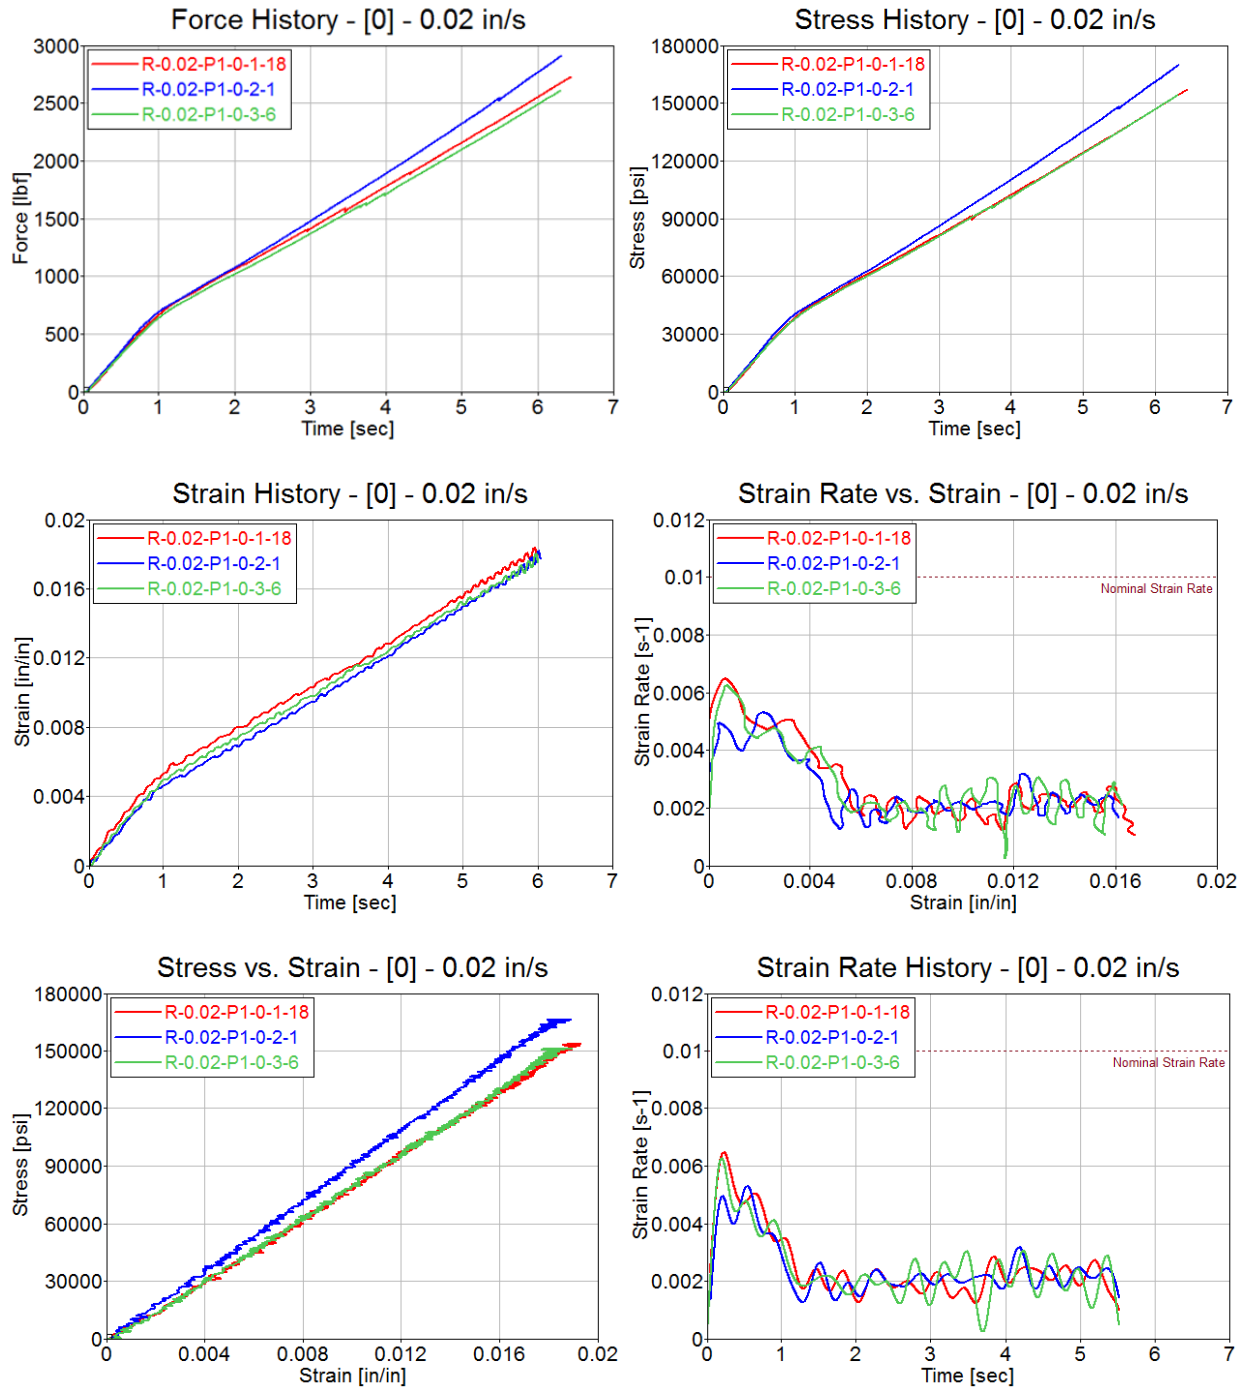 Force History - [0] - 0.02 in/s
3000
2500
2000
1500
1000
500
0
Force [lbf]
R-0.02-P1-0-1-18
R-0.02-P1-0-2-1
R-0.02-P1-0-3-6
0 1 2 3 4 5 6 7
Time [sec]
Stress History - [0] - 0.02 in/s
180000
150000
120000
90000
60000
30000
0
Stress [psi]
R-0.02-P1-0-1-18
R-0.02-P1-0-2-1
R-0.02-P1-0-3-6
0 1 2 3 4 5 6 7
Time [sec]
Strain History - [0] - 0.02 in/s
0.02
0.016
0.012
0.008
0.004
0
Strain [in/in]
R-0.02-P1-0-1-18
R-0.02-P1-0-2-1
R-0.02-P1-0-3-6
0 1 2 3 4 5 6 7
Time [sec]
Strain Rate vs. Strain - [0] - 0.02 in/s
0.012
0.01
0.008
0.006
0.004
0.002
0
Strain Rate [s-1]
R-0.02-P1-0-1-18
R-0.02-P1-0-2-1
R-0.02-P1-0-3-6
Nominal Strain Rate
0 0.004 0.008 0.012 0.016 0.02
Strain [in/in]
Stress vs. Strain - [0] - 0.02 in/s
180000
150000
120000
90000
60000
30000
0
Stress [psi]
R-0.02-P1-0-1-18
R-0.02-P1-0-2-1
R-0.02-P1-0-3-6
0 0.004 0.008 0.012 0.016 0.02
Strain [in/in]
Strain Rate History - [0] - 0.02 in/s
0.012
0.01
0.008
0.006
0.004
0.002
0
Strain Rate [s-1]
R-0.02-P1-0-1-18
R-0.02-P1-0-2-1
R-0.02-P1-0-3-6
Nominal Strain Rate
0 1 2 3 4 5 6 7
Time [sec]